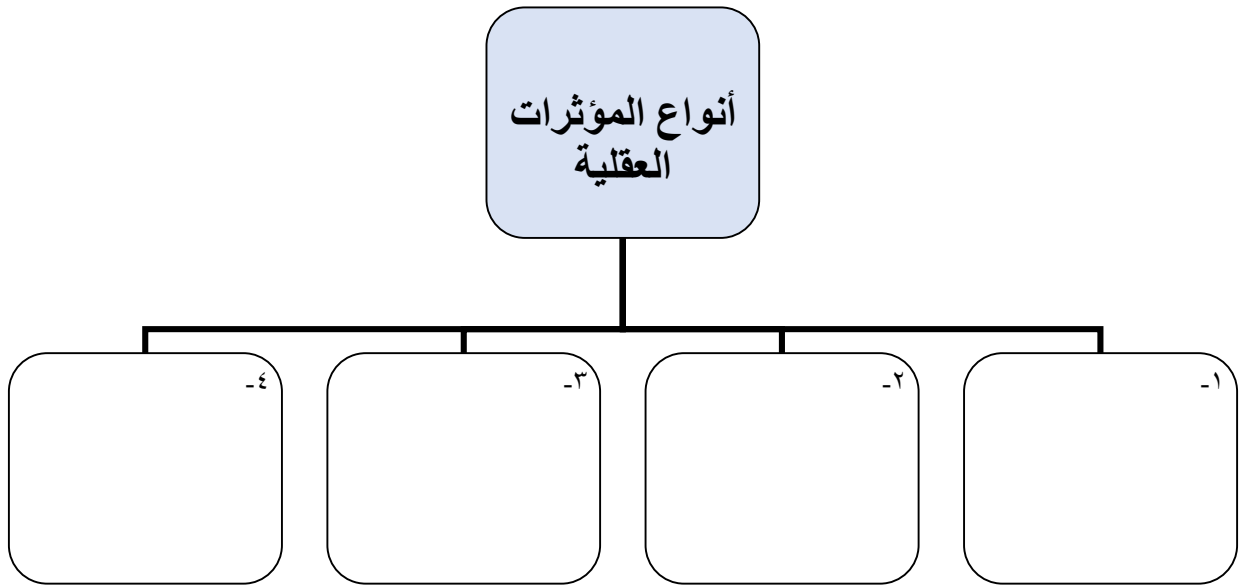 أنواع المؤثرات
العقلية
١-
٢-
٣-
٤-